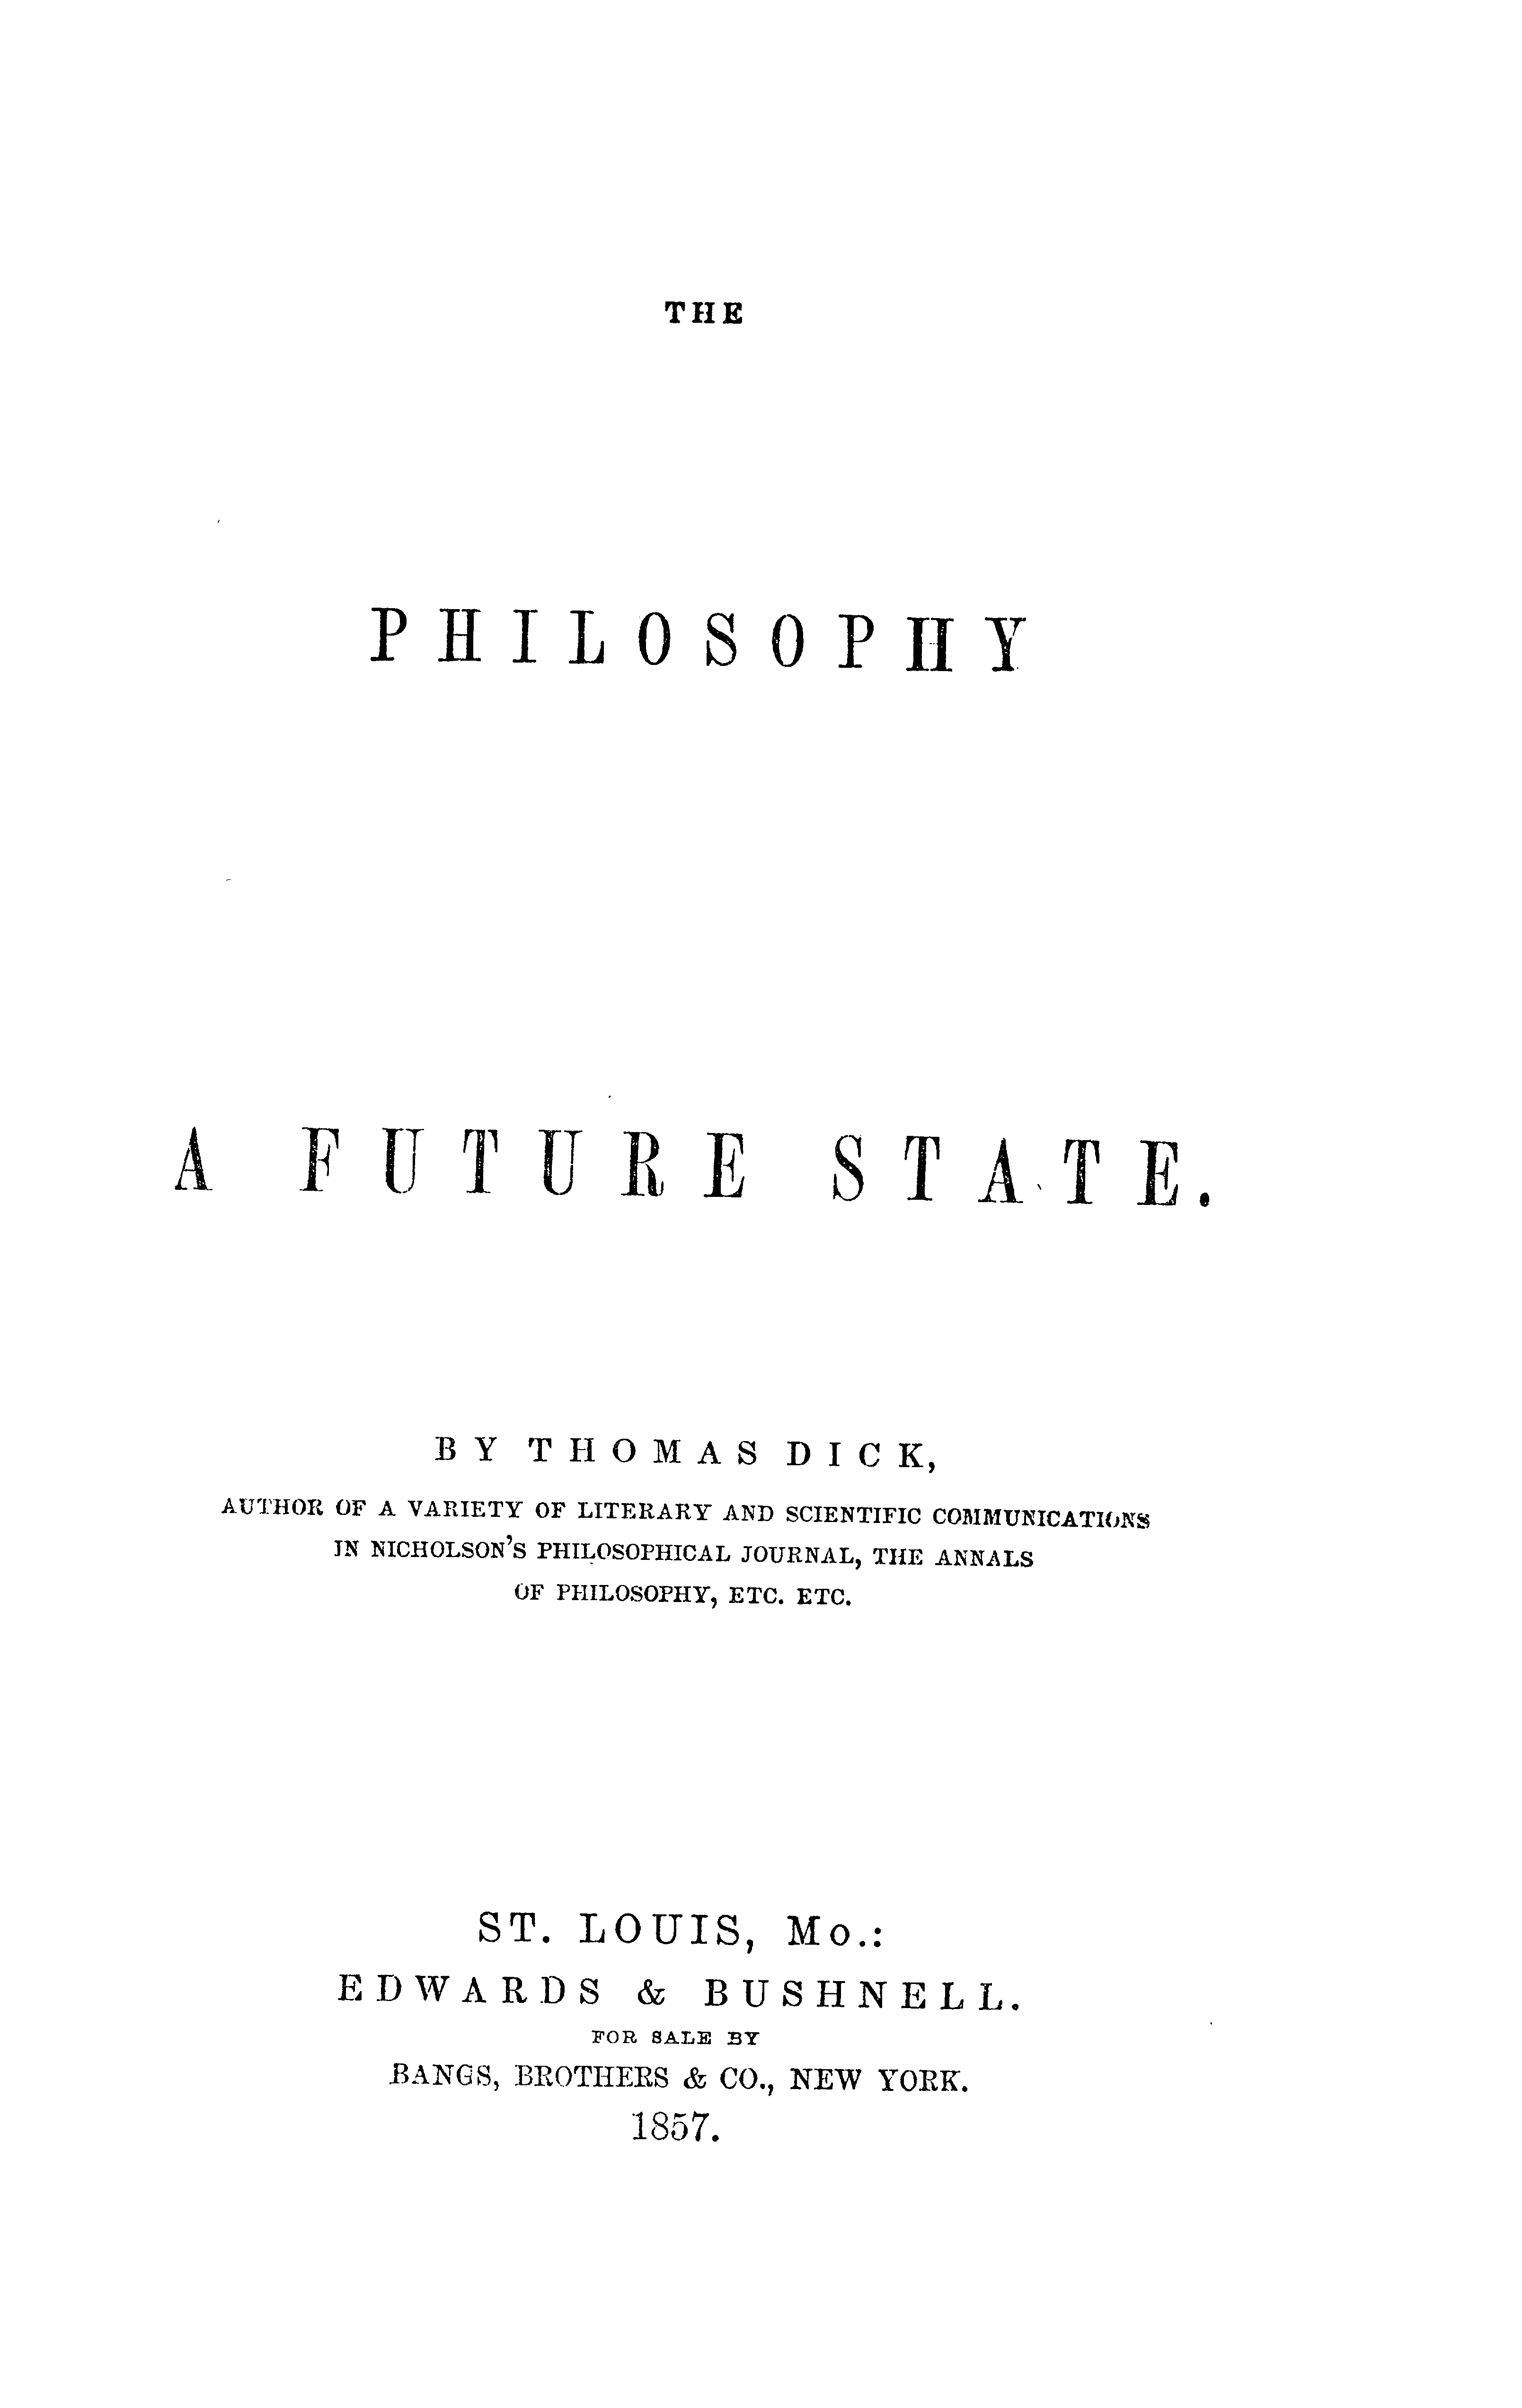 THE
PHILOSOPHY
A FUTURE STATE.
BY THOMAS DICK,
AUTHOR OF A VARIETY OF LITERARY AND SCIENTIFIC COMMUNICATIONS
IN NICHOLSON'S PHILOSOPHICAL JOURNAL, THE ANNALS
OF PHILOSOPHY, ETC. ETC.
ST. LOUIS, Mo.:
EDWARDS & BUSHNELL.
FOR SALE BY
BANGS, BROTHERS & CO., NEW YORK.
1857.